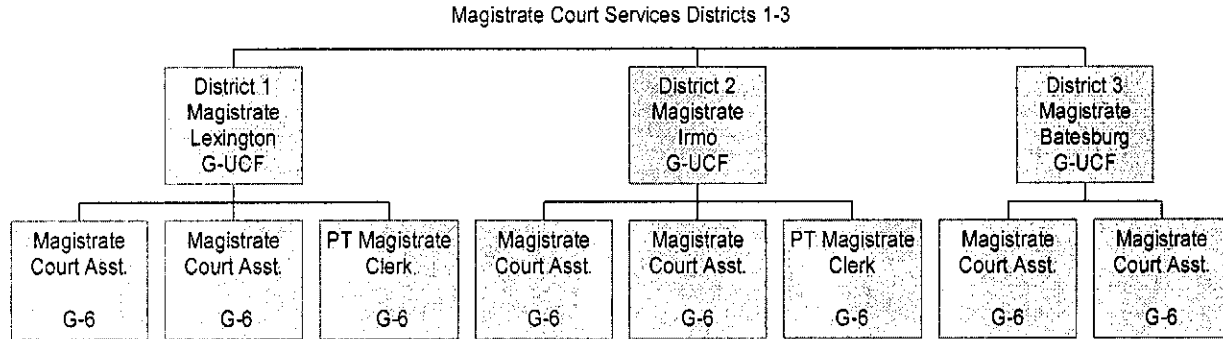 Magistrate Court Services Districts 1-3
District 1
Magistrate
Lexington
G-UCF
District 2
Magistrate
Irmo
G-UCF
District 3
Magistrate
Batesburg
G-UCF
Magistrate
Court Asst.
G-6
Magistrate
Court Asst.
G-6
PT Magistrate
Clerk
G-6
Magistrate
Court Asst.
G-6
Magistrate
Court Asst.
G-6
PT Magistrate
Clerk
G-6
Magistrate
Court Asst.
G-6
Magistrate
Court Asst.
G-6